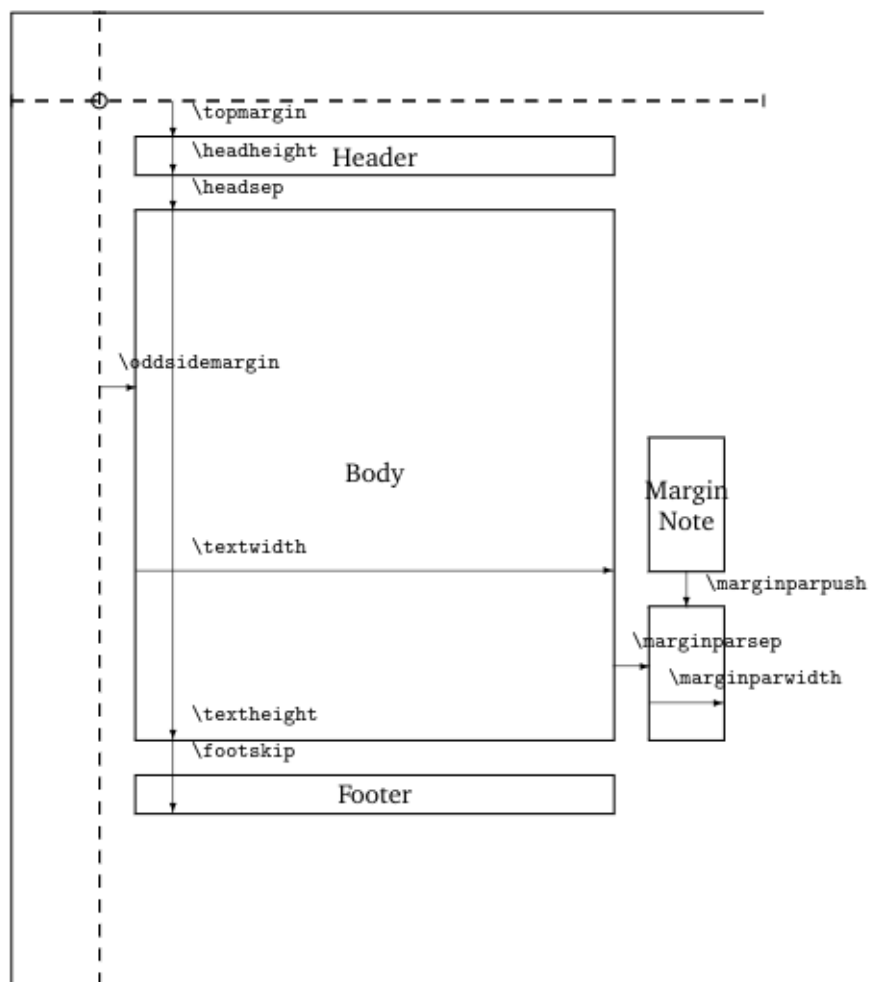 \topmargin
\headheight
Header
\headsep
\oddsidemargin
Body
Margin
Note
\textwidth
\marginparpush
\marginparsep
\marginparwidth
\textheight
\footskip
Footer